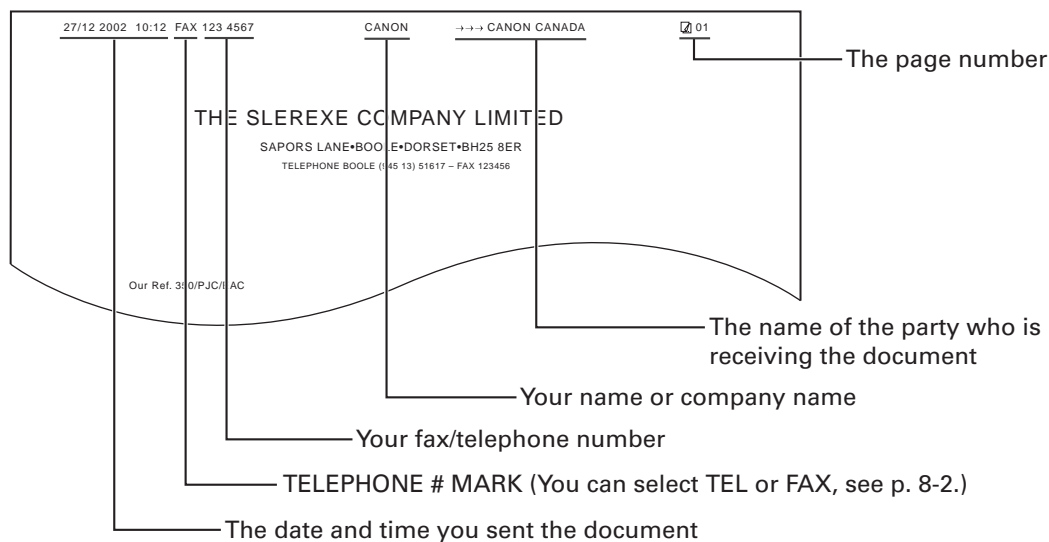 27/12 2002 10:12 FAX 123 4567 CANON →→→ CANON CANADA 01
The page number
THE SLEREXE COMPANY LIMITED
SAPORS LANE•BOOLE•DORSET•BH25 8ER
TELEPHONE BOOLE (945 13) 51617 – FAX 123456
Our Ref. 350/PJC/EAC
The name of the party who is
receiving the document
Your name or company name
Your fax/telephone number
TELEPHONE # MARK (You can select TEL or FAX, see p. 8-2.)
The date and time you sent the document